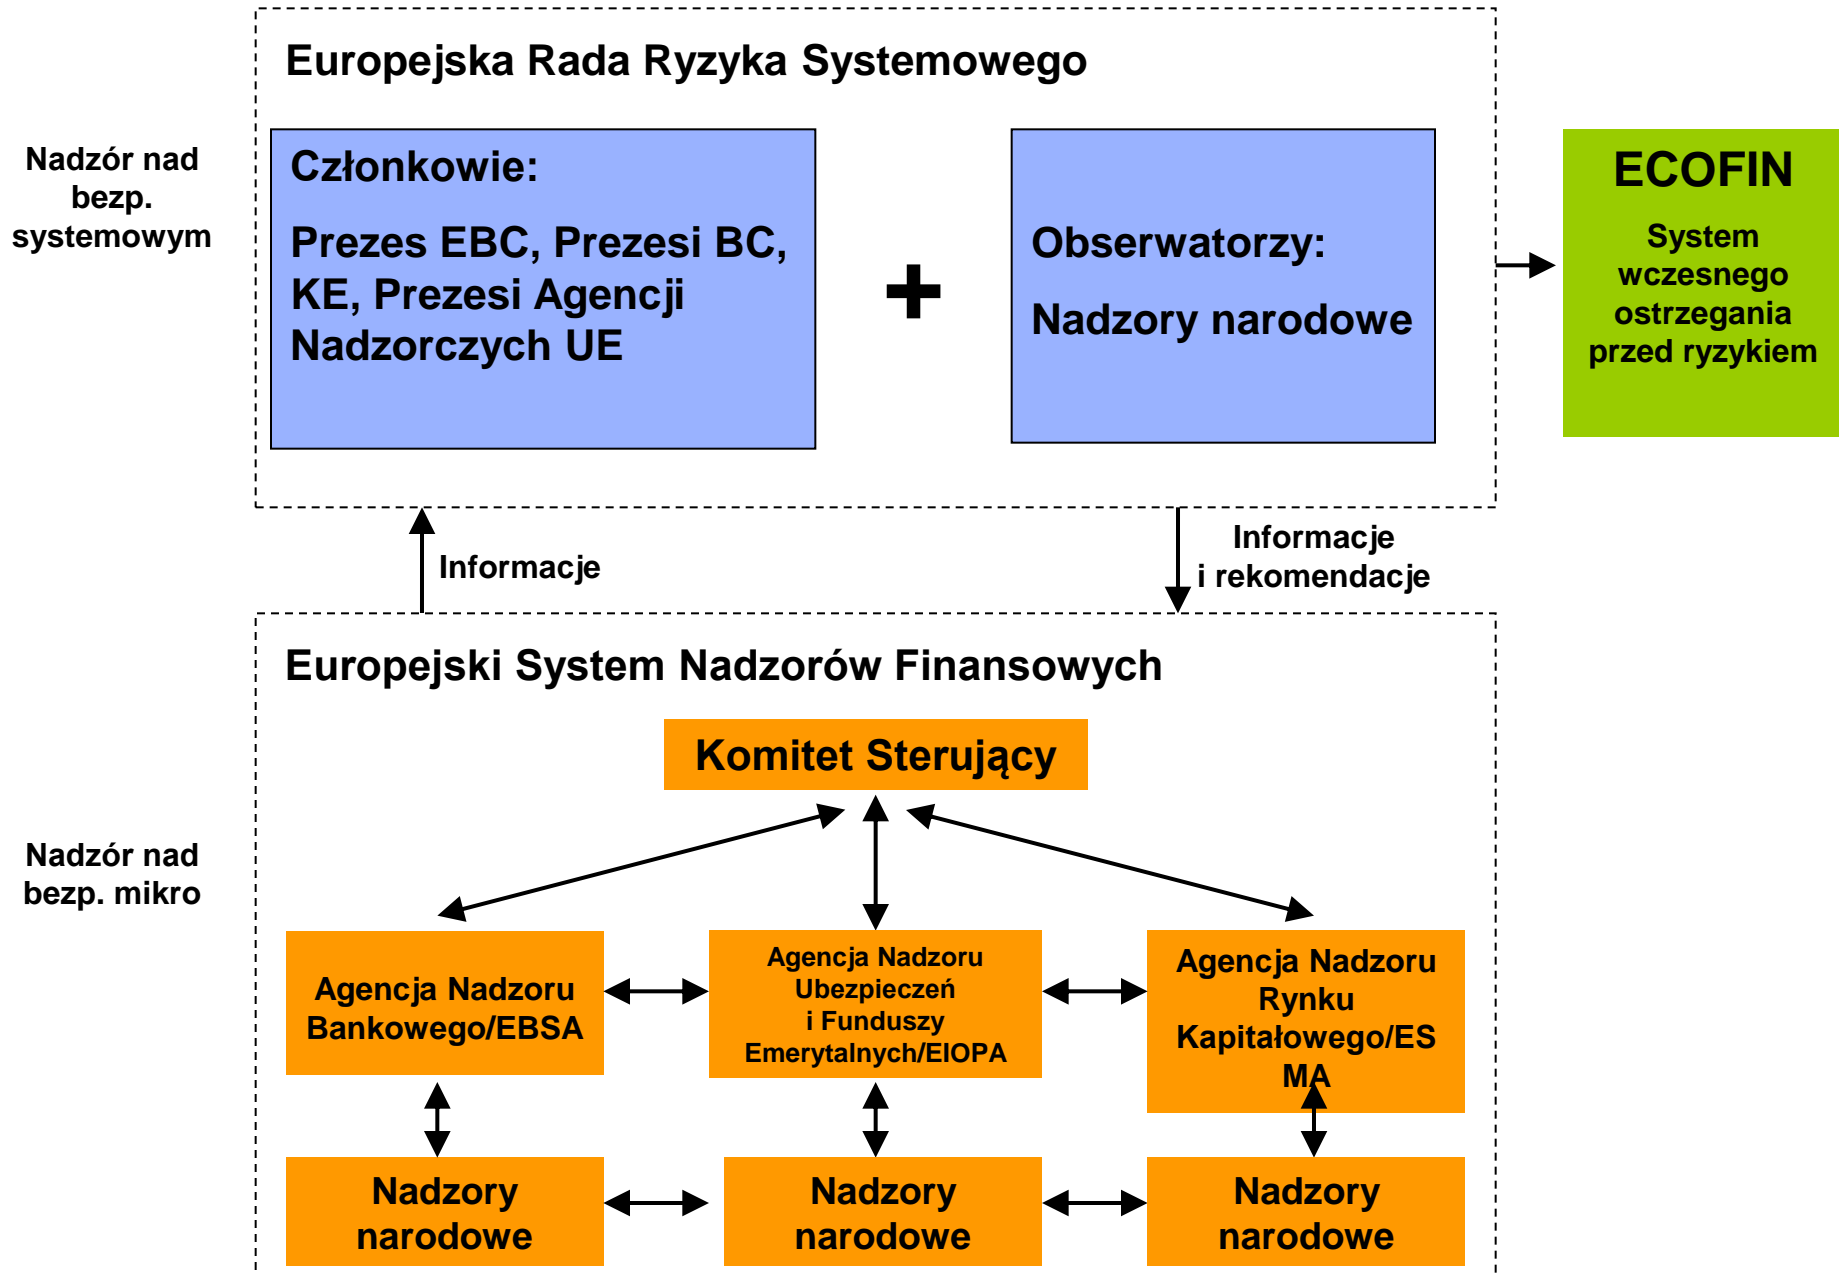 Europejska Rada Ryzyka Systemowego
Nadzór nad
bezp.
systemowym
Członkowie:
Prezes EBC, Prezesi BC,
KE, Prezesi Agencji
Nadzorczych UE
+
Obserwatorzy:
Nadzory narodowe
ECOFIN
System
wczesnego
ostrzegania
przed ryzykiem
Informacje
Informacje
i rekomendacje
Europejski System Nadzorów Finansowych
Komitet Sterujący
Nadzór nad
bezp. mikro
Agencja Nadzoru
Bankowego/EBSA
Agencja Nadzoru
Ubezpieczeń
i Funduszy
Emerytalnych/EIOPA
Agencja Nadzoru
Rynku
Kapitałowego/ES
MA
Nadzory
narodowe
Nadzory
narodowe
Nadzory
narodowe